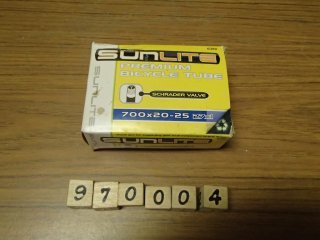 SUNLITE
PREMIUM
BICYCLE TUBE
SUNLITE
SCHRADER VALVE
700x20-25
970004